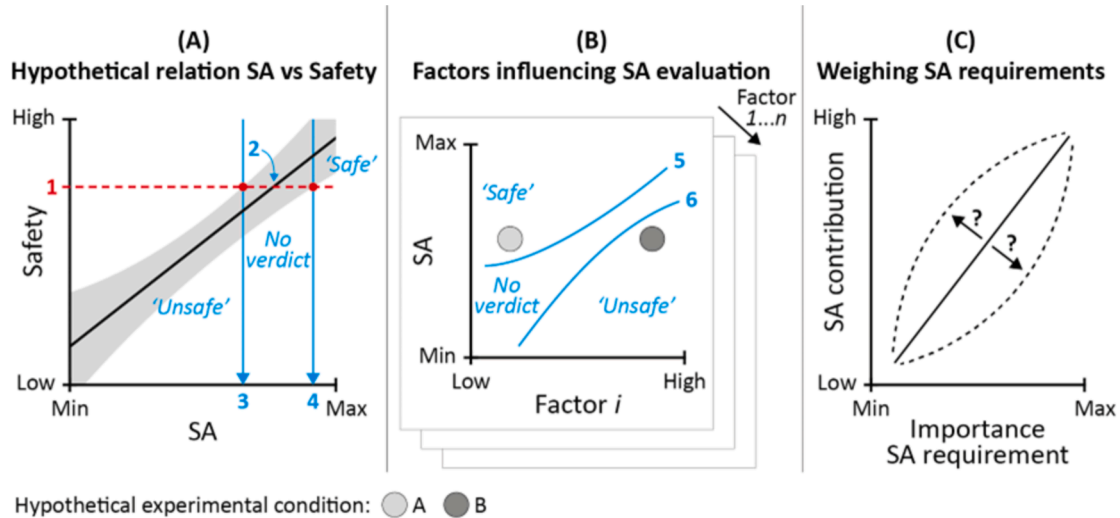 (A)
Hypothetical relation SA vs Safety
High
1
2
'Safe'
Safety
No
verdict
'Unsafe'
Low
Min
3
4
Max
SA
(B)
Factors influencing SA evaluation
Factor
1...n
Max
5
'Safe'
6
SA
No
verdict
'Unsafe'
Min
Low
High
Factor i
(C)
Weighing SA requirements
High
?
?
SA contribution
Low
Min
Max
Importance
SA requirement
Hypothetical experimental condition: A B